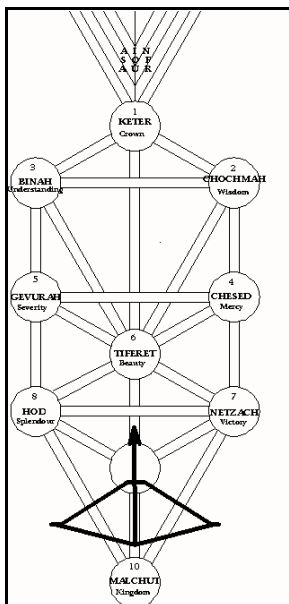 A I N
S O F
A U R
1
KETER
Crown
3
BINAH
Understanding
2
CHOCHMAH
Wisdom
5
GEVURAH
Severity
4
CHESED
Mercy
6
TIFERET
Beauty
8
HOD
Splendour
7
NETZACH
Victory
10
MALCHUT
Kingdom